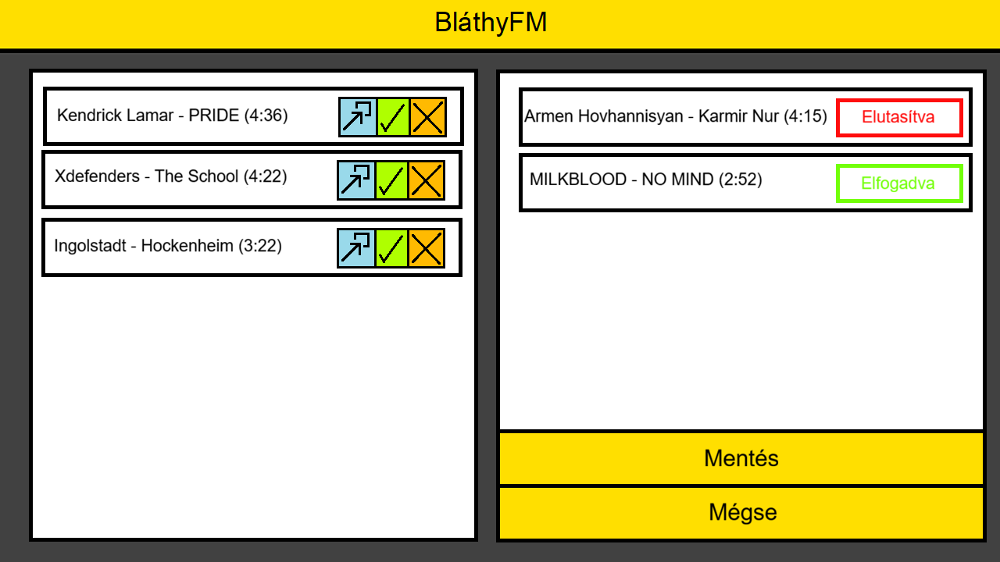 BláthyFM
Kendrick Lamar - PRIDE (4:36)
Xdefenders - The School (4:22)
Ingolstadt - Hockenheim (3:22)
Armen Hovhannisyan - Karmir Nur (4:15)
Elutasítva
MILKBLOOD - NO MIND (2:52)
Elfogadva
Mentés
Mégse